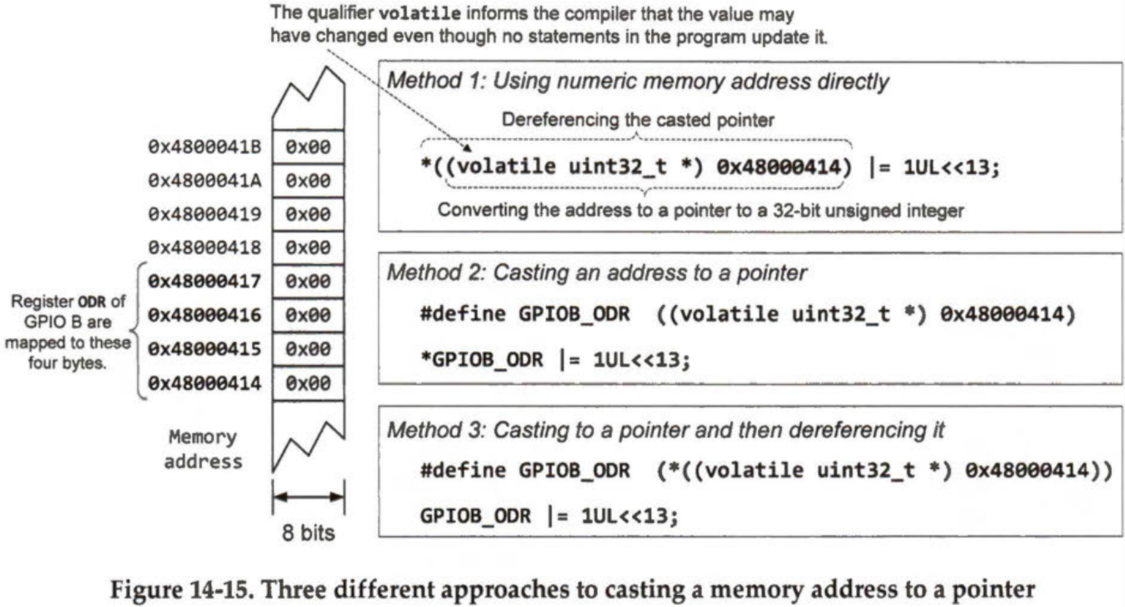 The qualifier volatile informs the compiler that the value may
have changed even though no statements in the program update it.
Method 1: Using numeric memory address directly
Dereferencing the casted pointer
*((volatile uint32_t *) 0x48000414) |= 1UL<<13;
Converting the address to a pointer to a 32-bit unsigned integer
0x4800041B 0x00
0x4800041A 0x00
0x48000419 0x00
0x48000418 0x00
0x48000417 0x00
0x48000416 0x00
0x48000415 0x00
0x48000414 0x00
Register ODR of
GPIO B are
mapped to these
four bytes.
Memory
address
8 bits
Method 2: Casting an address to a pointer
#define GPIOB_ODR ((volatile uint32_t *) 0x48000414)
*GPIOB_ODR |= 1UL<<13;
Method 3: Casting to a pointer and then dereferencing it
#define GPIOB_ODR (*((volatile uint32_t *) 0x48000414))
GPIOB_ODR |= 1UL<<13;
Figure 14-15. Three different approaches to casting a memory address to a pointer